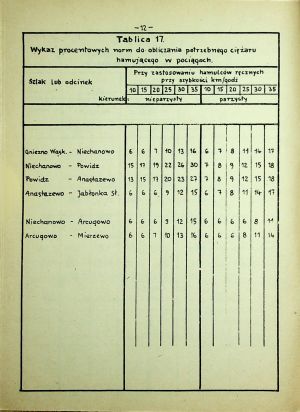 -12-
Tablica 17.
Wykaz procentowych norm do obliczania potrzebnego ciężaru
hamującego w pociągach.
Szlak lub odcinek
Przy zastosowaniu hamulców ręcznych
przy szybkości km/godz
10 15 20 25 30 35 10 15 20 25 30 35
kierunek: nieparzysty parzysty
Gniezno Wąsk. - Niechanowo 6 6 7 10 13 16 6 7 8 11 14 17
Niechanowo - Powidz 15 17 19 22 26 30 7 8 9 12 15 18
Powidz - Anastazewo 13 15 17 20 23 27 7 8 9 12 15 18
Anastazewo - Jabłonka Sł. 6 6 6 9 12 15 6 7 8 11 14 17
Niechanowo - Arcugowo 6 6 6 9 12 15 6 6 6 6 8 11
Arcugowo - Mierzewo 6 6 7 10 13 16 6 6 6 8 11 14